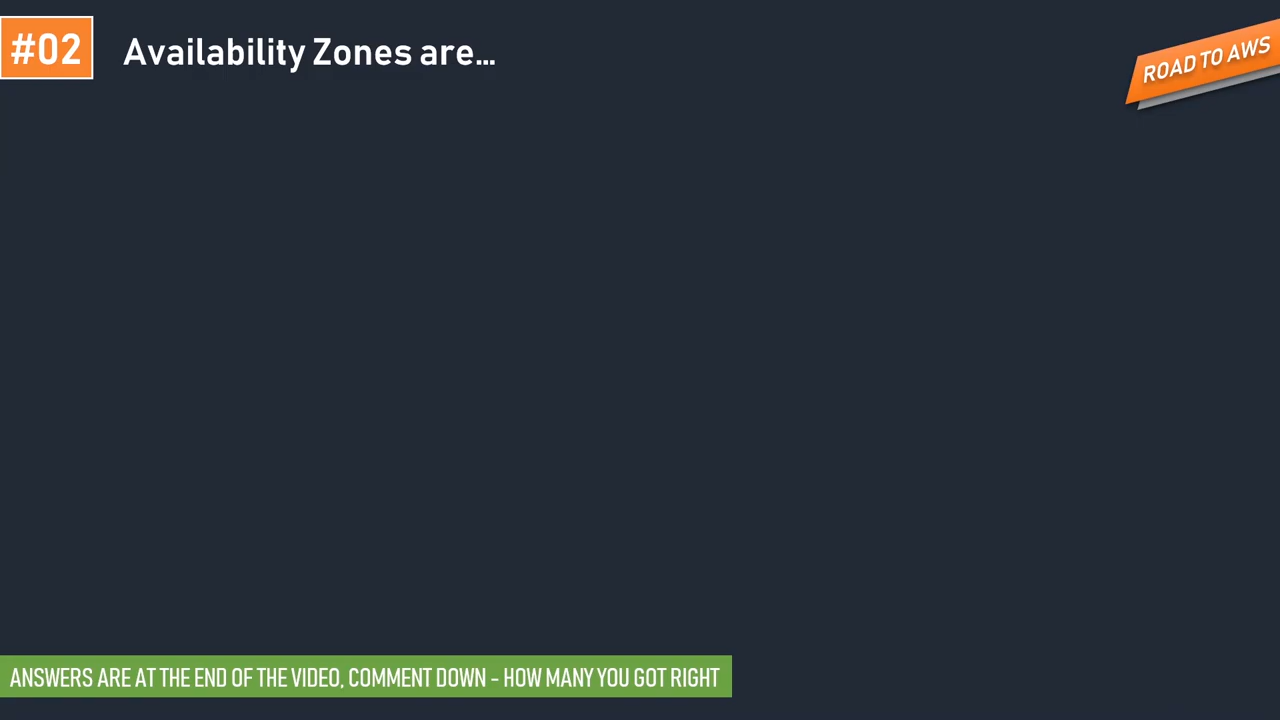 #02
Availability Zones are...
ROAD TO AWS
ANSWERS ARE AT THE END OF THE VIDEO, COMMENT DOWN - HOW MANY YOU GOT RIGHT